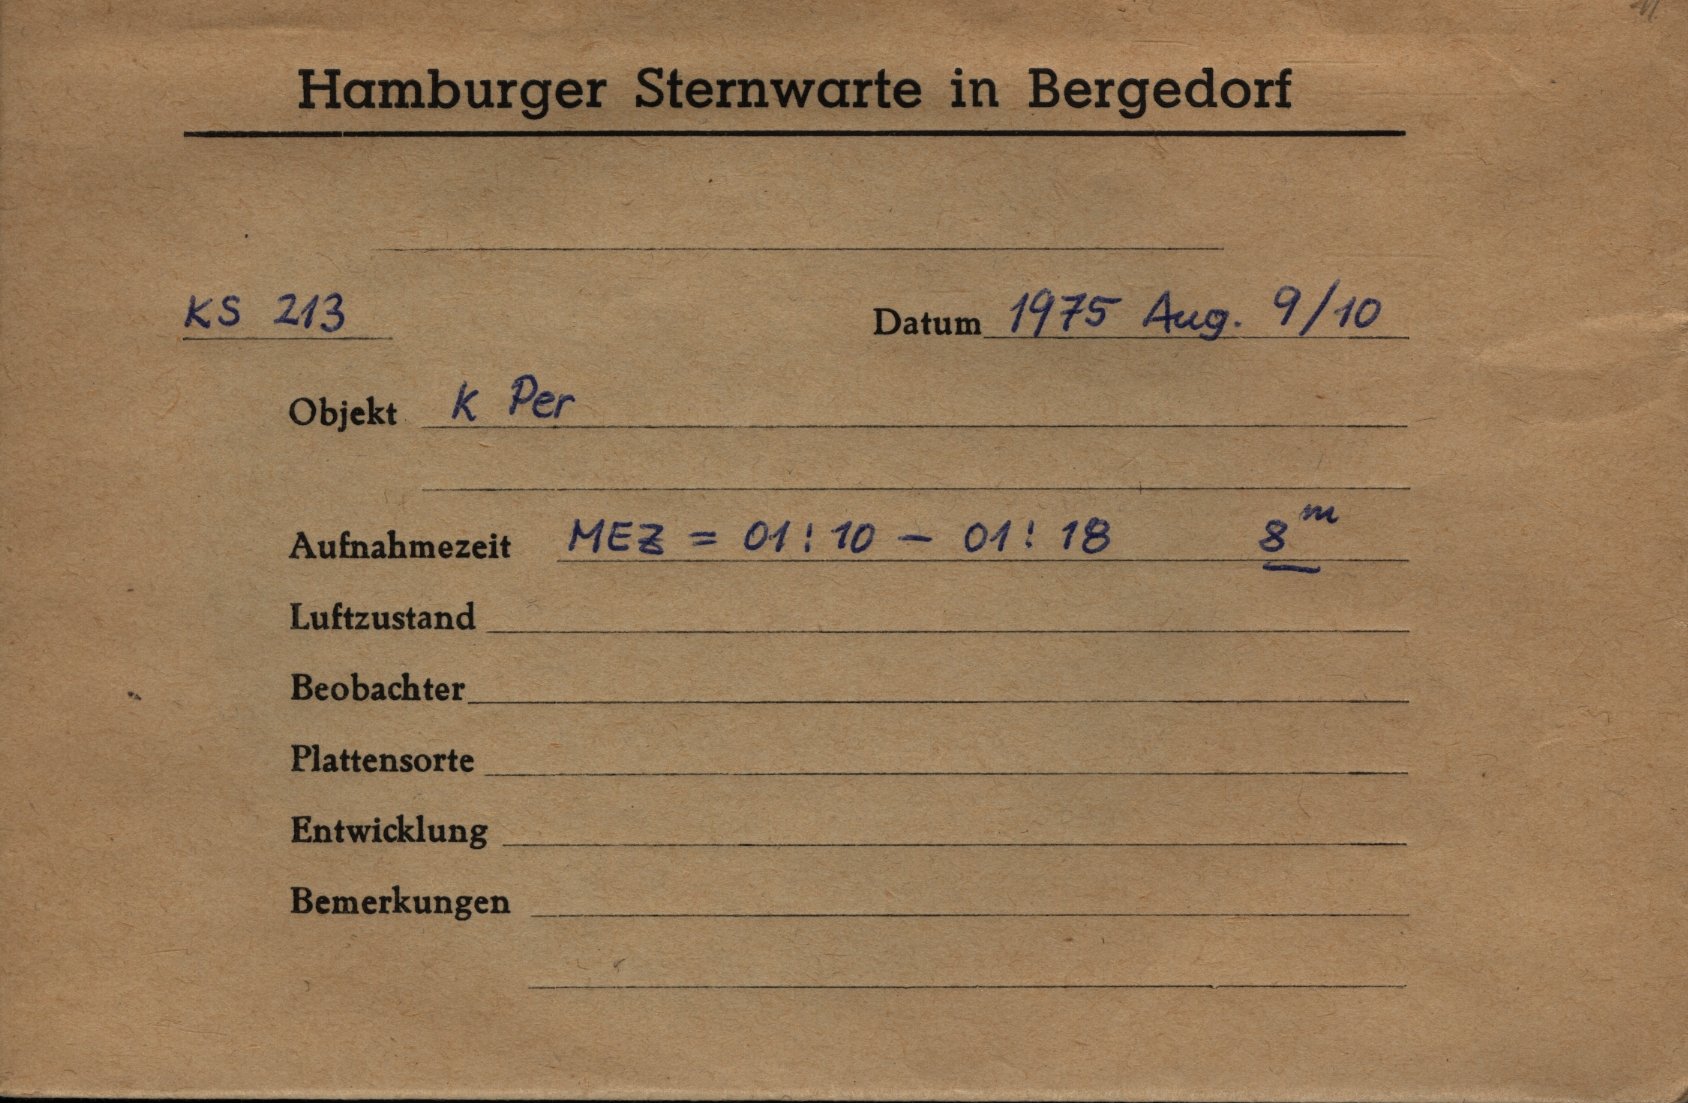 Hamburger Sternwarte in Bergedorf
KS 213 Datum 1975 Aug. 9/10
Objekt K Per
Aufnahmezeit MEZ = 01:10 – 01:18 8ᵐ
Luftzustand
Beobachter
Plattensorte
Entwicklung
Bemerkungen